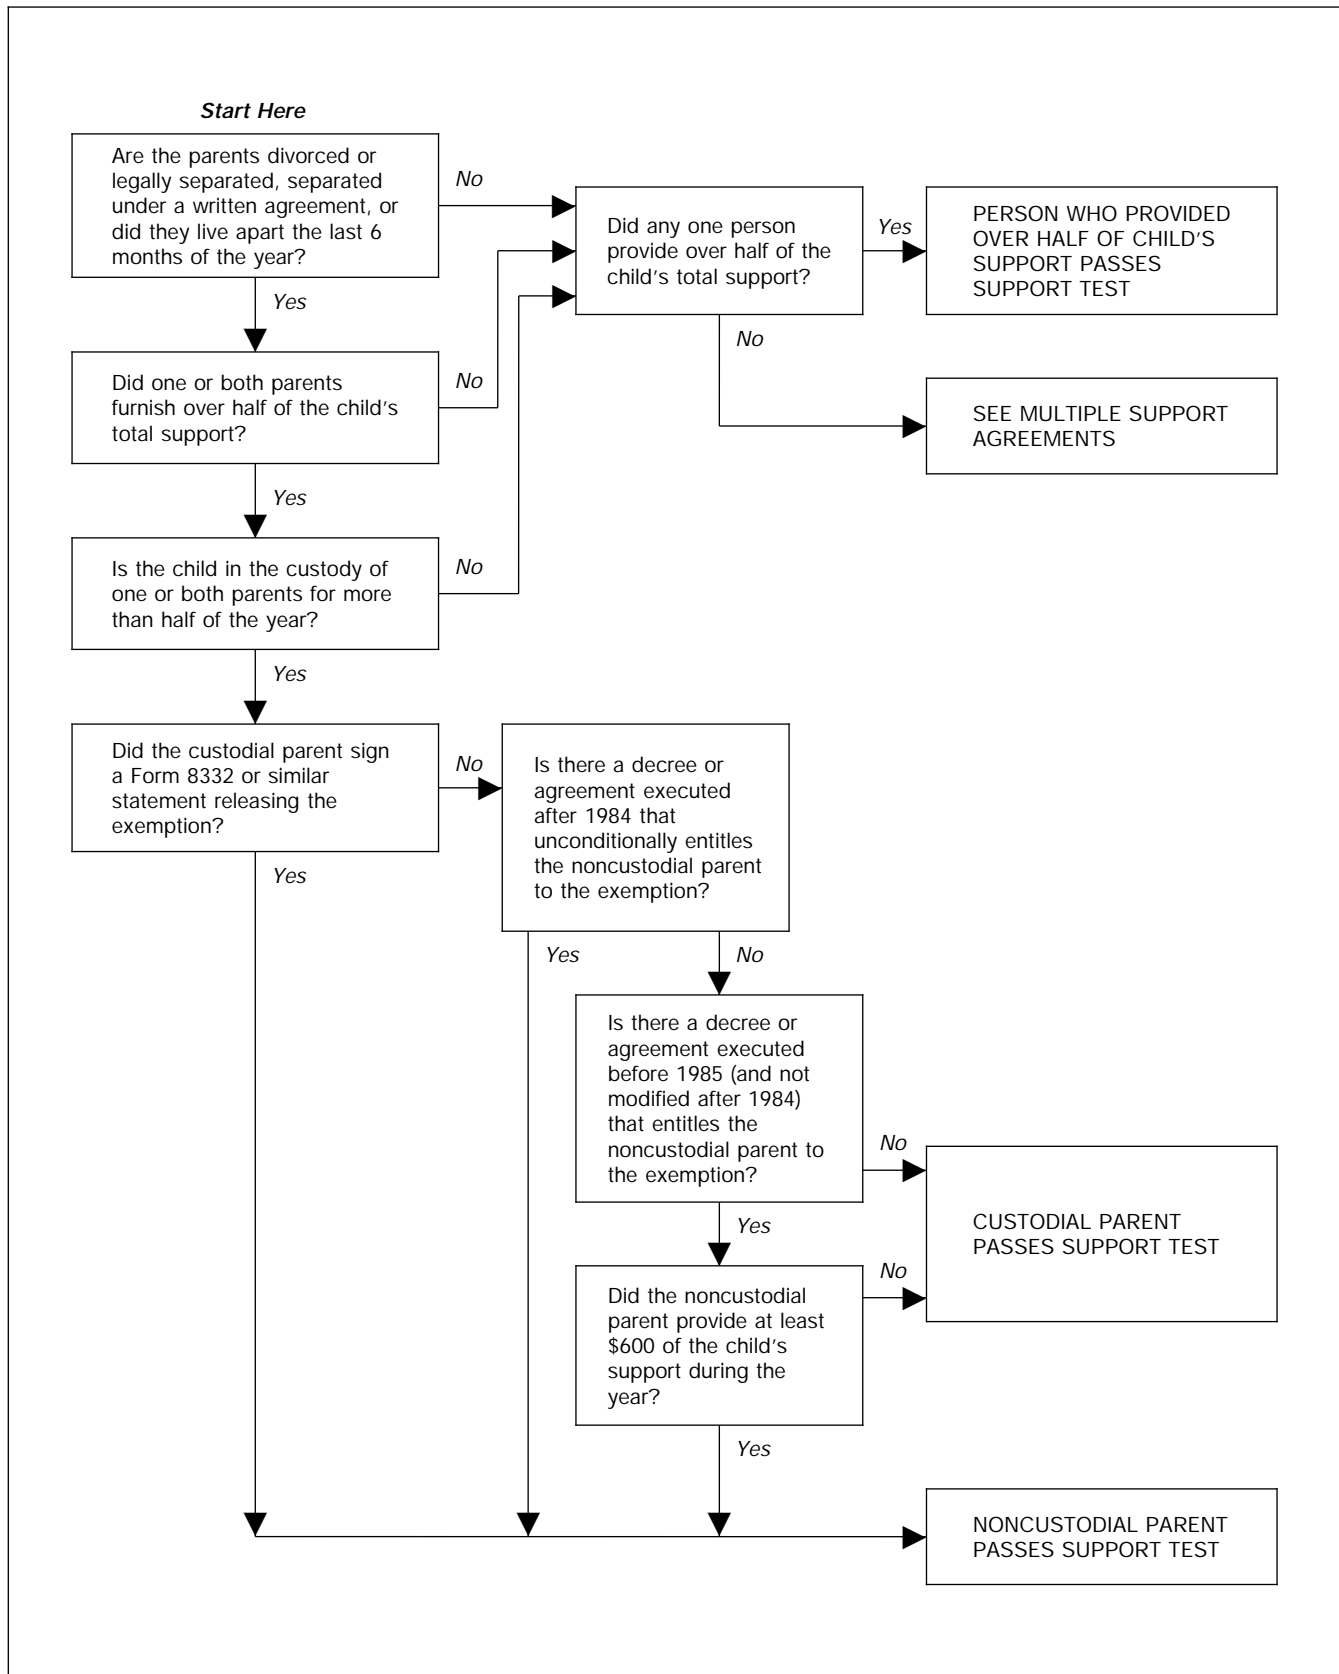 Start Here
Are the parents divorced or
legally separated, separated
under a written agreement, or
did they live apart the last 6
months of the year?
No
Did any one person
provide over half of the
child's total support?
Yes
PERSON WHO PROVIDED
OVER HALF OF CHILD'S
SUPPORT PASSES
SUPPORT TEST
Yes
No
Did one or both parents
furnish over half of the child's
total support?
No
SEE MULTIPLE SUPPORT
AGREEMENTS
Yes
Is the child in the custody of
one or both parents for more
than half of the year?
No
Yes
Did the custodial parent sign
a Form 8332 or similar
statement releasing the
exemption?
No
Is there a decree or
agreement executed
after 1984 that
unconditionally entitles
the noncustodial parent
to the exemption?
Yes
Yes
No
Is there a decree or
agreement executed
before 1985 (and not
modified after 1984)
that entitles the
noncustodial parent to
the exemption?
No
CUSTODIAL PARENT
PASSES SUPPORT TEST
Yes
Did the noncustodial
parent provide at least
$600 of the child's
support during the
year?
No
Yes
NONCUSTODIAL PARENT
PASSES SUPPORT TEST